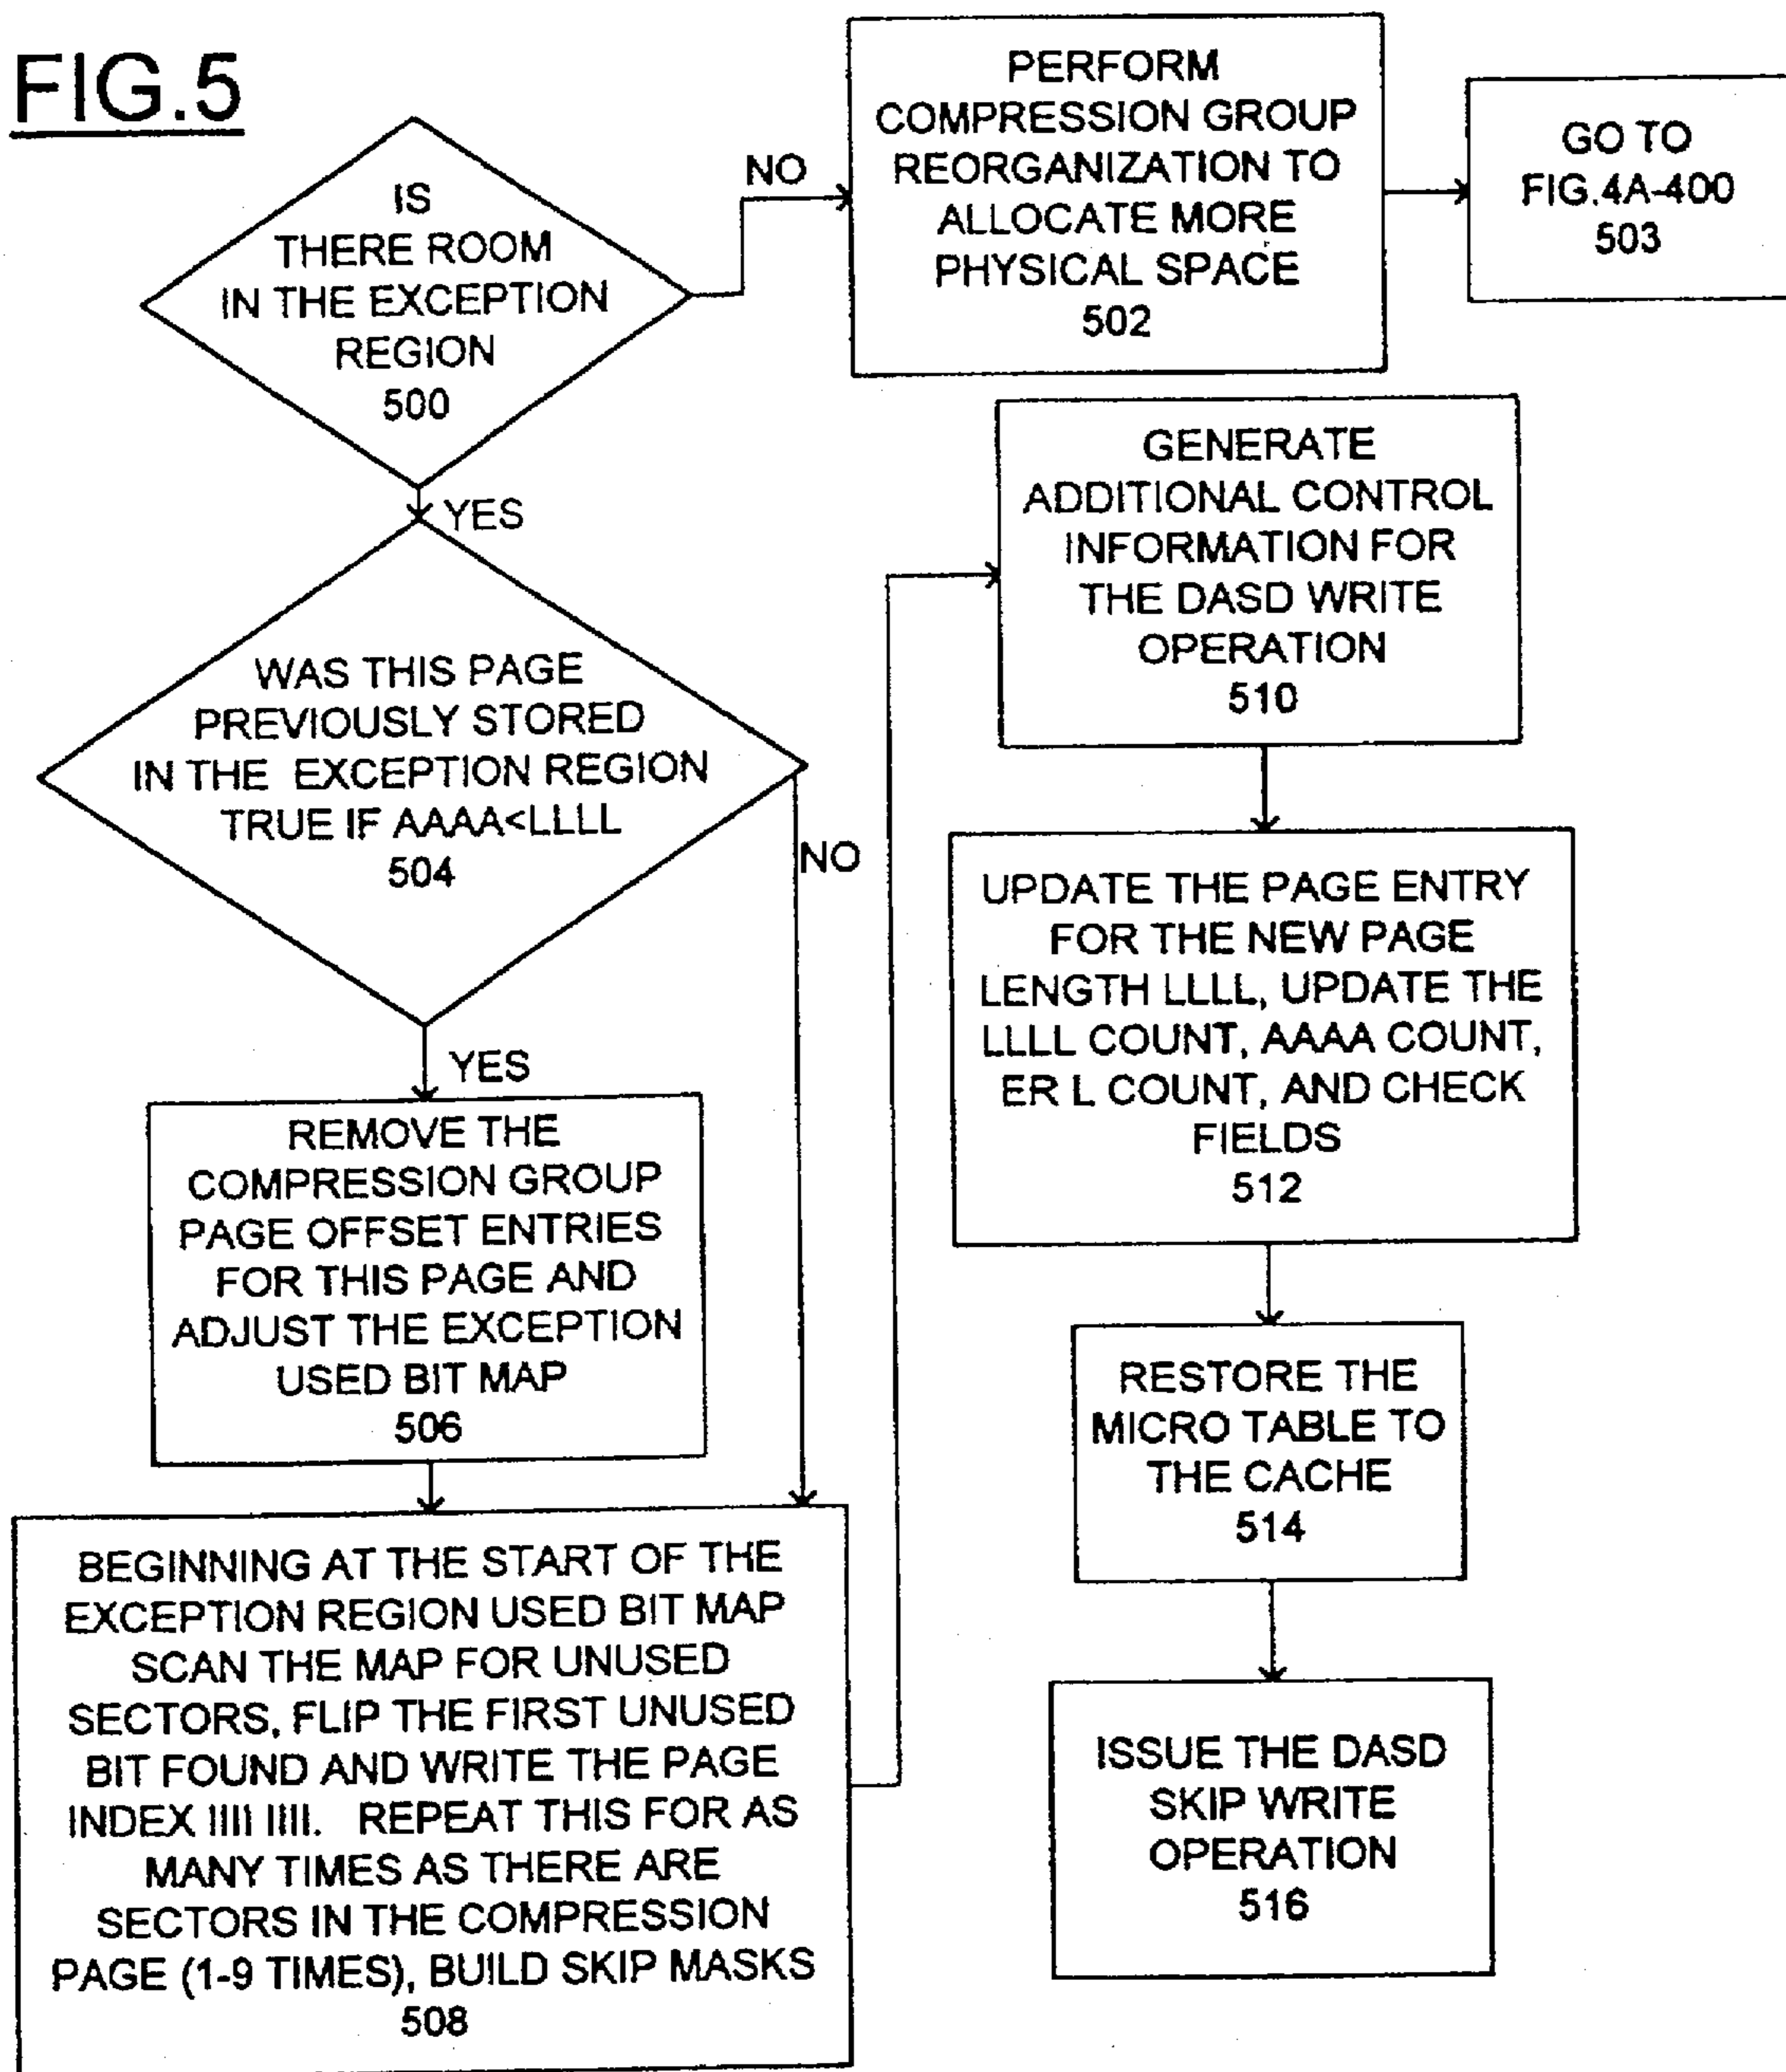 FIG.5
IS
THERE ROOM
IN THE EXCEPTION
REGION
500
NO
PERFORM
COMPRESSION GROUP
REORGANIZATION TO
ALLOCATE MORE
PHYSICAL SPACE
502
GO TO
FIG.4A-400
503
YES
WAS THIS PAGE
PREVIOUSLY STORED
IN THE EXCEPTION REGION
TRUE IF AAAA<LLLL
504
NO
YES
REMOVE THE
COMPRESSION GROUP
PAGE OFFSET ENTRIES
FOR THIS PAGE AND
ADJUST THE EXCEPTION
USED BIT MAP
506
BEGINNING AT THE START OF THE
EXCEPTION REGION USED BIT MAP
SCAN THE MAP FOR UNUSED
SECTORS, FLIP THE FIRST UNUSED
BIT FOUND AND WRITE THE PAGE
INDEX IIII IIII. REPEAT THIS FOR AS
MANY TIMES AS THERE ARE
SECTORS IN THE COMPRESSION
PAGE (1-9 TIMES), BUILD SKIP MASKS
508
GENERATE
ADDITIONAL CONTROL
INFORMATION FOR
THE DASD WRITE
OPERATION
510
UPDATE THE PAGE ENTRY
FOR THE NEW PAGE
LENGTH LLLL, UPDATE THE
LLLL COUNT, AAAA COUNT,
ER L COUNT, AND CHECK
FIELDS
512
RESTORE THE
MICRO TABLE TO
THE CACHE
514
ISSUE THE DASD
SKIP WRITE
OPERATION
516